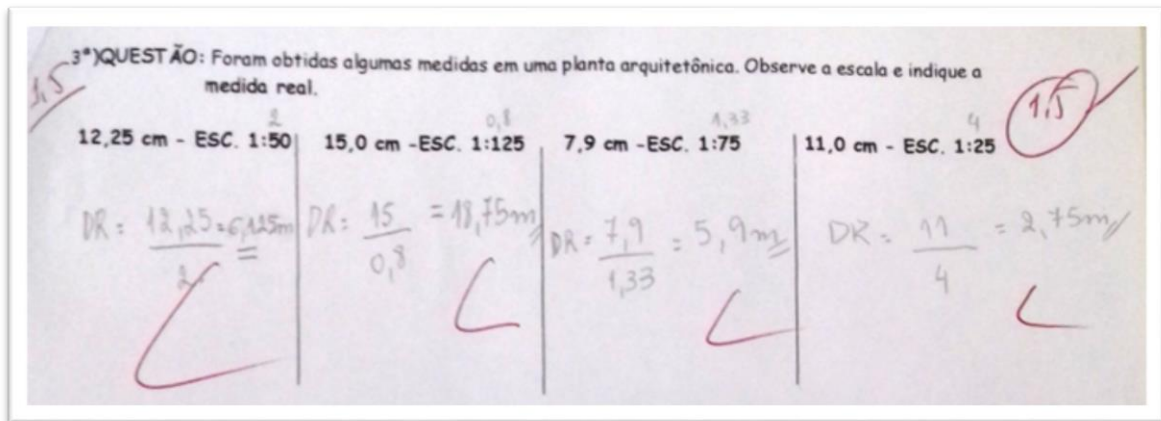 3ª)QUESTÃO: Foram obtidas algumas medidas em uma planta arquitetônica. Observe a escala e indique a
medida real.
1,5
1,5
2
0,8
1,33
4
12,25 cm - ESC. 1:50
15,0 cm -ESC. 1:125
7,9 cm -ESC. 1:75
11,0 cm - ESC. 1:25
DR = 12,25 = 6,125m
2
DR = 15 = 18,75m
0,8
DR = 7,9 = 5,9m
1,33
DR = 11 = 2,75m
4